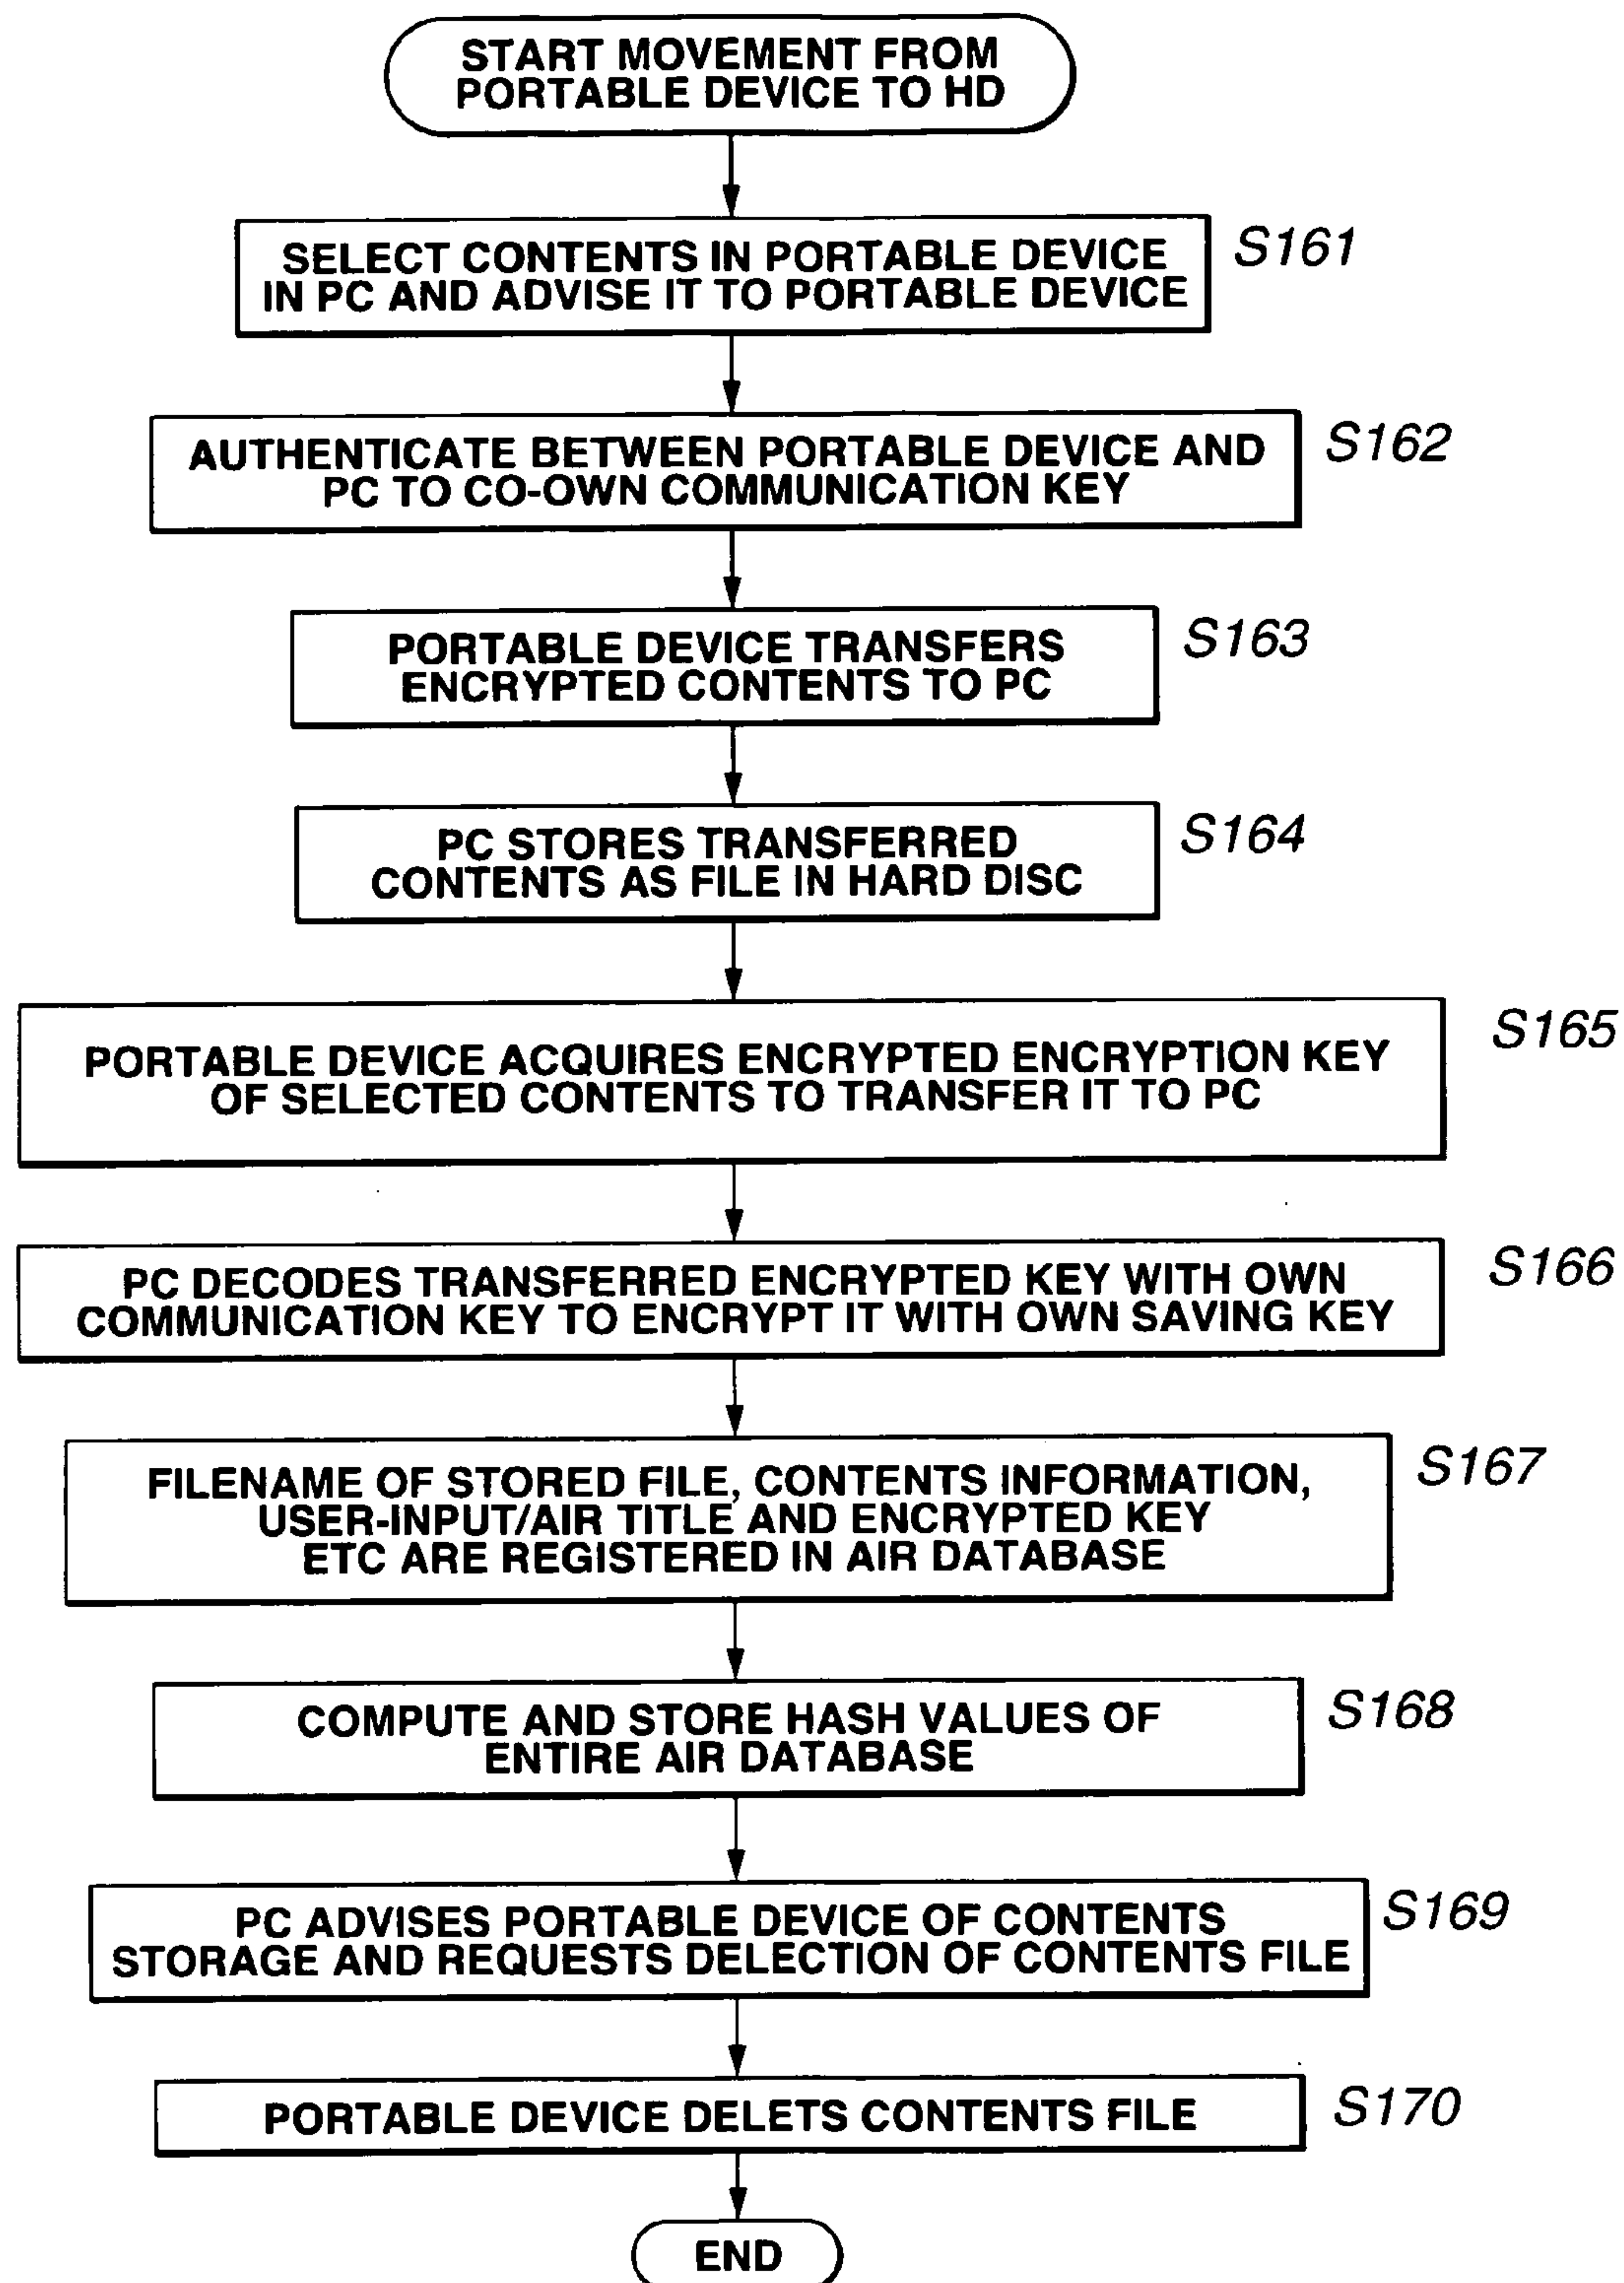 START MOVEMENT FROM
PORTABLE DEVICE TO HD
SELECT CONTENTS IN PORTABLE DEVICE
IN PC AND ADVISE IT TO PORTABLE DEVICE
S161
AUTHENTICATE BETWEEN PORTABLE DEVICE AND
PC TO CO-OWN COMMUNICATION KEY
S162
PORTABLE DEVICE TRANSFERS
ENCRYPTED CONTENTS TO PC
S163
PC STORES TRANSFERRED
CONTENTS AS FILE IN HARD DISC
S164
PORTABLE DEVICE ACQUIRES ENCRYPTED ENCRYPTION KEY
OF SELECTED CONTENTS TO TRANSFER IT TO PC
S165
PC DECODES TRANSFERRED ENCRYPTED KEY WITH OWN
COMMUNICATION KEY TO ENCRYPT IT WITH OWN SAVING KEY
S166
FILENAME OF STORED FILE, CONTENTS INFORMATION,
USER-INPUT/AIR TITLE AND ENCRYPTED KEY
ETC ARE REGISTERED IN AIR DATABASE
S167
COMPUTE AND STORE HASH VALUES OF
ENTIRE AIR DATABASE
S168
PC ADVISES PORTABLE DEVICE OF CONTENTS
STORAGE AND REQUESTS DELECTION OF CONTENTS FILE
S169
PORTABLE DEVICE DELETS CONTENTS FILE
S170
END